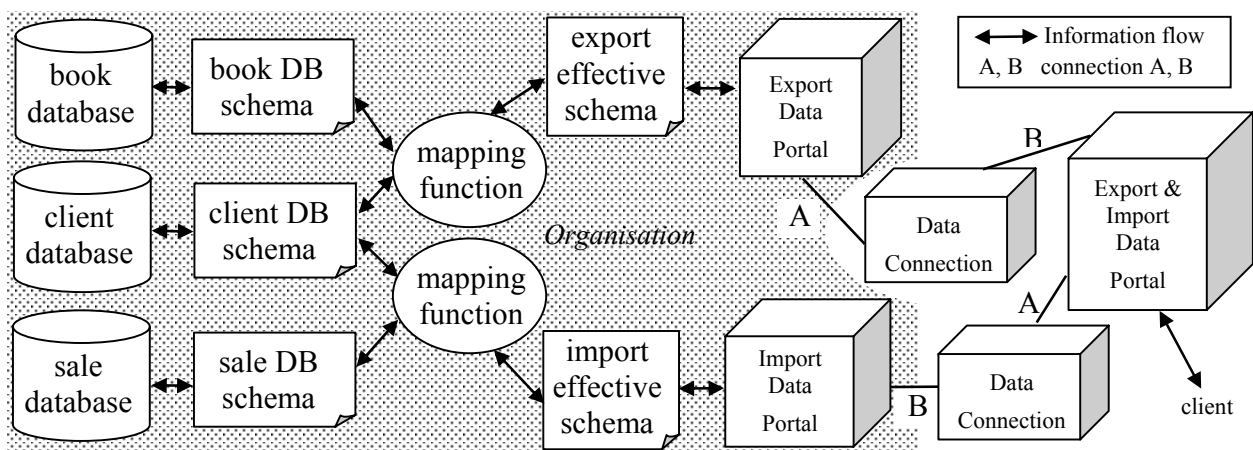 book
database
book DB
schema
export
effective
schema
Export
Data
Portal
Information flow
A, B connection A, B
mapping
function
B
client
database
client DB
schema
Organisation
A
Data
Connection
Export &
Import
Data
Portal
mapping
function
A
sale
database
sale DB
schema
import
effective
schema
Import
Data
Portal
B
Data
Connection
client